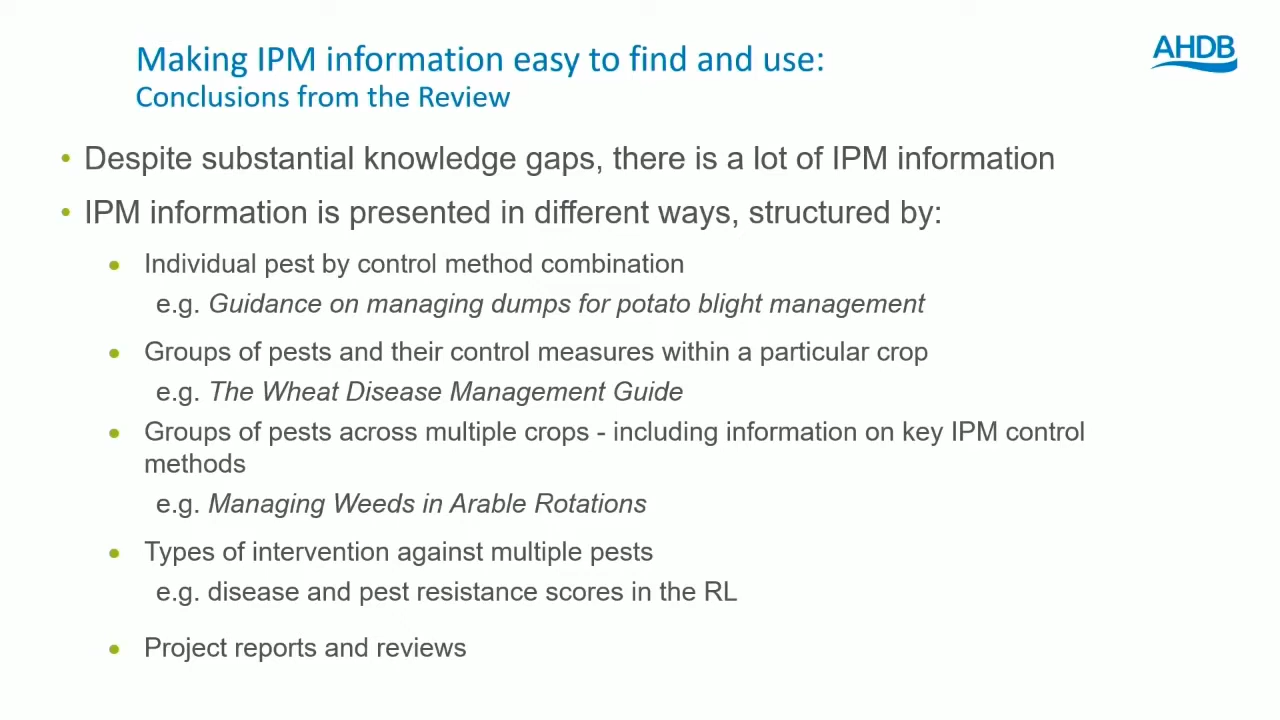 Making IPM information easy to find and use:
AHDB
Conclusions from the Review
• Despite substantial knowledge gaps, there is a lot of IPM information
• IPM information is presented in different ways, structured by:
• Individual pest by control method combination
e.g. Guidance on managing dumps for potato blight management
• Groups of pests and their control measures within a particular crop
e.g. The Wheat Disease Management Guide
• Groups of pests across multiple crops - including information on key IPM control
methods
e.g. Managing Weeds in Arable Rotations
• Types of intervention against multiple pests
e.g. disease and pest resistance scores in the RL
• Project reports and reviews